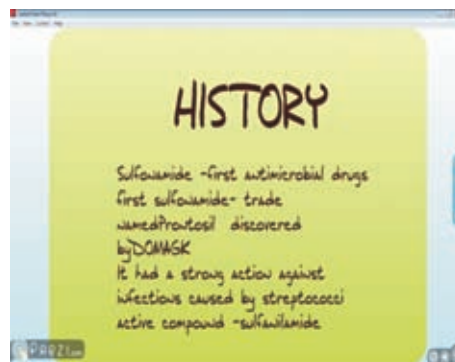 HISTORY
Sulfonamide -first antimicrobial drugs
first sulfonamide- trade
namedProntosil discovered
byDOMAGK
It had a strong action against
infections caused by streptococci
active compound -sulfanilamide